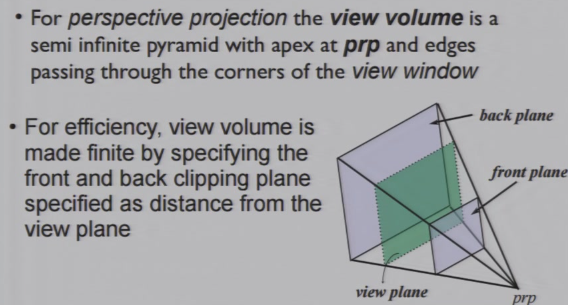 • For perspective projection the view volume is a
semi infinite pyramid with apex at prp and edges
passing through the corners of the view window
• For efficiency, view volume is
made finite by specifying the
front and back clipping plane
specified as distance from the
view plane
back plane
front plane
view plane
prp